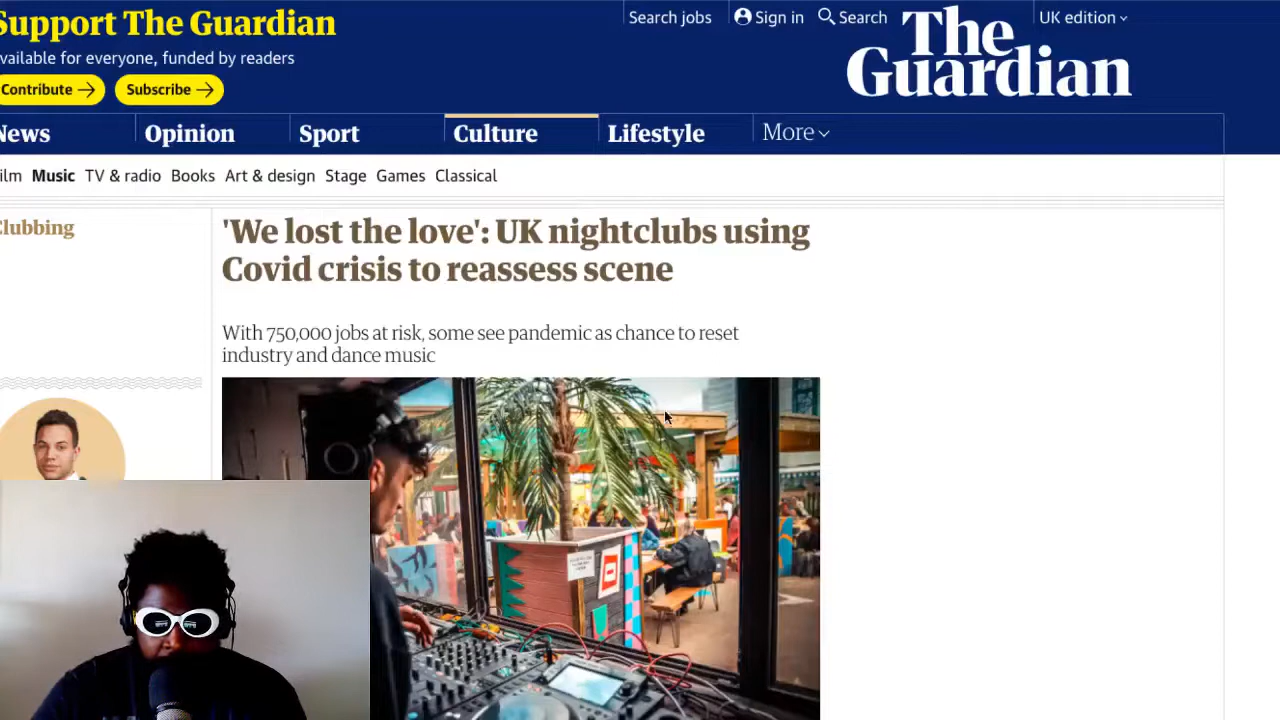 Support The Guardian
vailable for everyone, funded by readers
Contribute
Subscribe
Search jobs
Sign in
Search
UK edition
The
Guardian
News
Opinion
Sport
Culture
Lifestyle
More
ilm
Music
TV & radio
Books
Art & design
Stage
Games
Classical
Clubbing
'We lost the love': UK nightclubs using
Covid crisis to reassess scene
With 750,000 jobs at risk, some see pandemic as chance to reset
industry and dance music